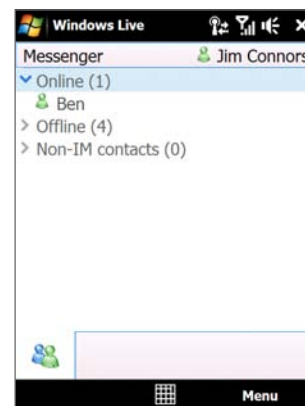 Windows Live
Messenger Jim Connors
Online (1)
Ben
Offline (4)
Non-IM contacts (0)
Menu